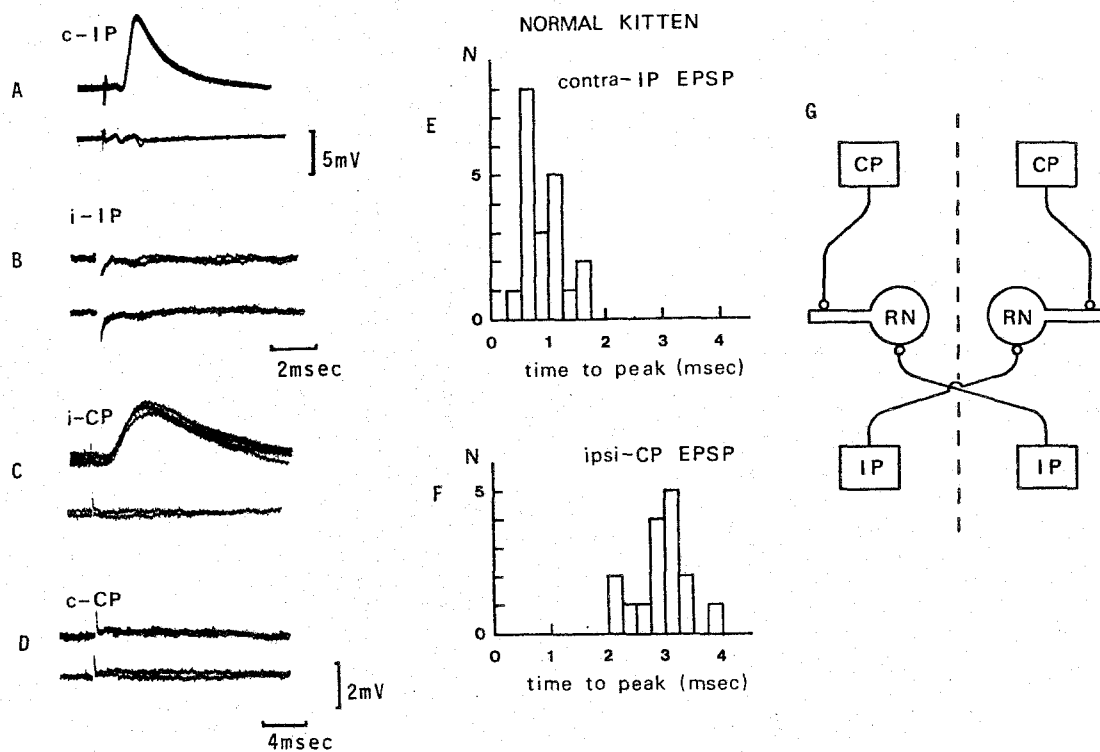 A
c-IP
5mV
B
i-IP
2msec
C
i-CP
D
c-CP
2mV
4msec
NORMAL KITTEN
E
N
contra-IP EPSP
5
0
0 1 2 3 4
time to peak (msec)
F
N
ipsi-CP EPSP
5
0
0 1 2 3 4
time to peak (msec)
G
CP CP
RN RN
IP IP